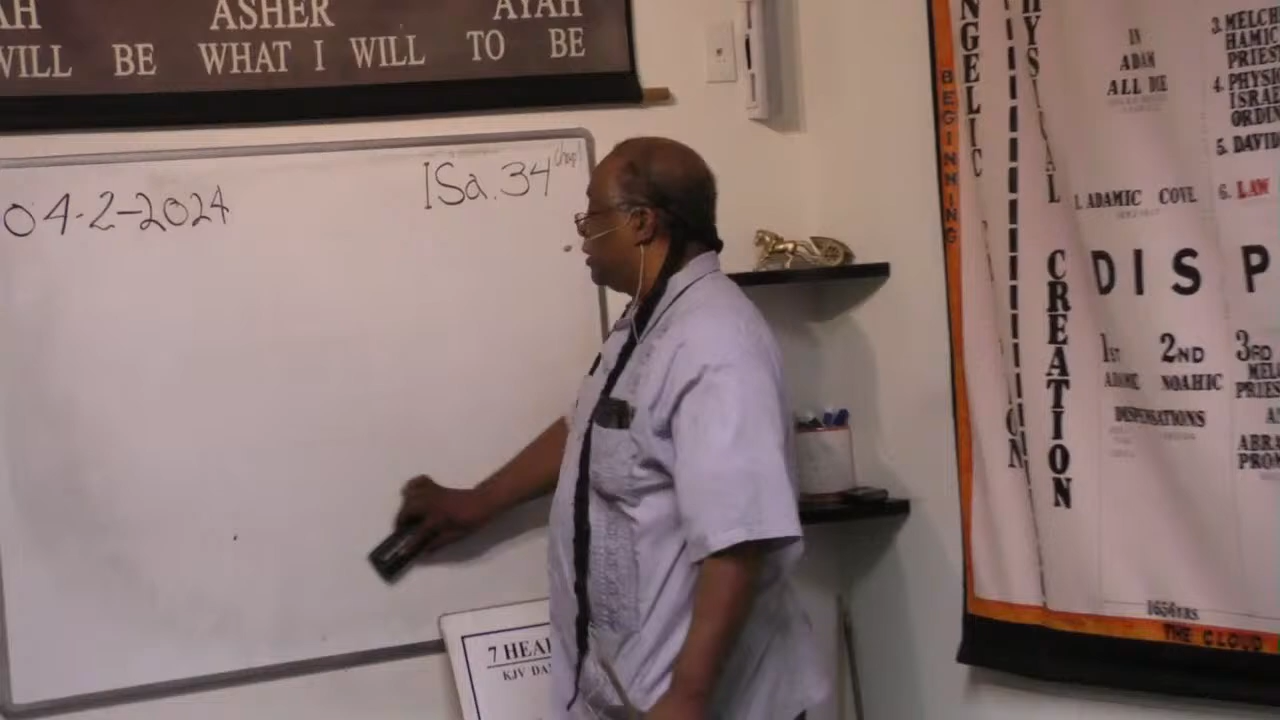 AH ASHER AYAH
WILL BE WHAT I WILL TO BE
04-2-2024
ISa. 34 Chap
7 HEA
KJV DA
BEGINNING
ANGELIC
PHYSICAL CREATION
IN
ADAM
ALL DIE
1. ADAMIC COVE
3. MELCH
HAMIC
PRIES
4. PHYSI
ISRAE
ORDIN
5. DAVID
6. LAW
DISP
1ST 2ND 3RD
NOAHIC
MEL
PRIES
DISPENSATIONS
A
ABRA
PROM
1656YRS
THE CLOUD